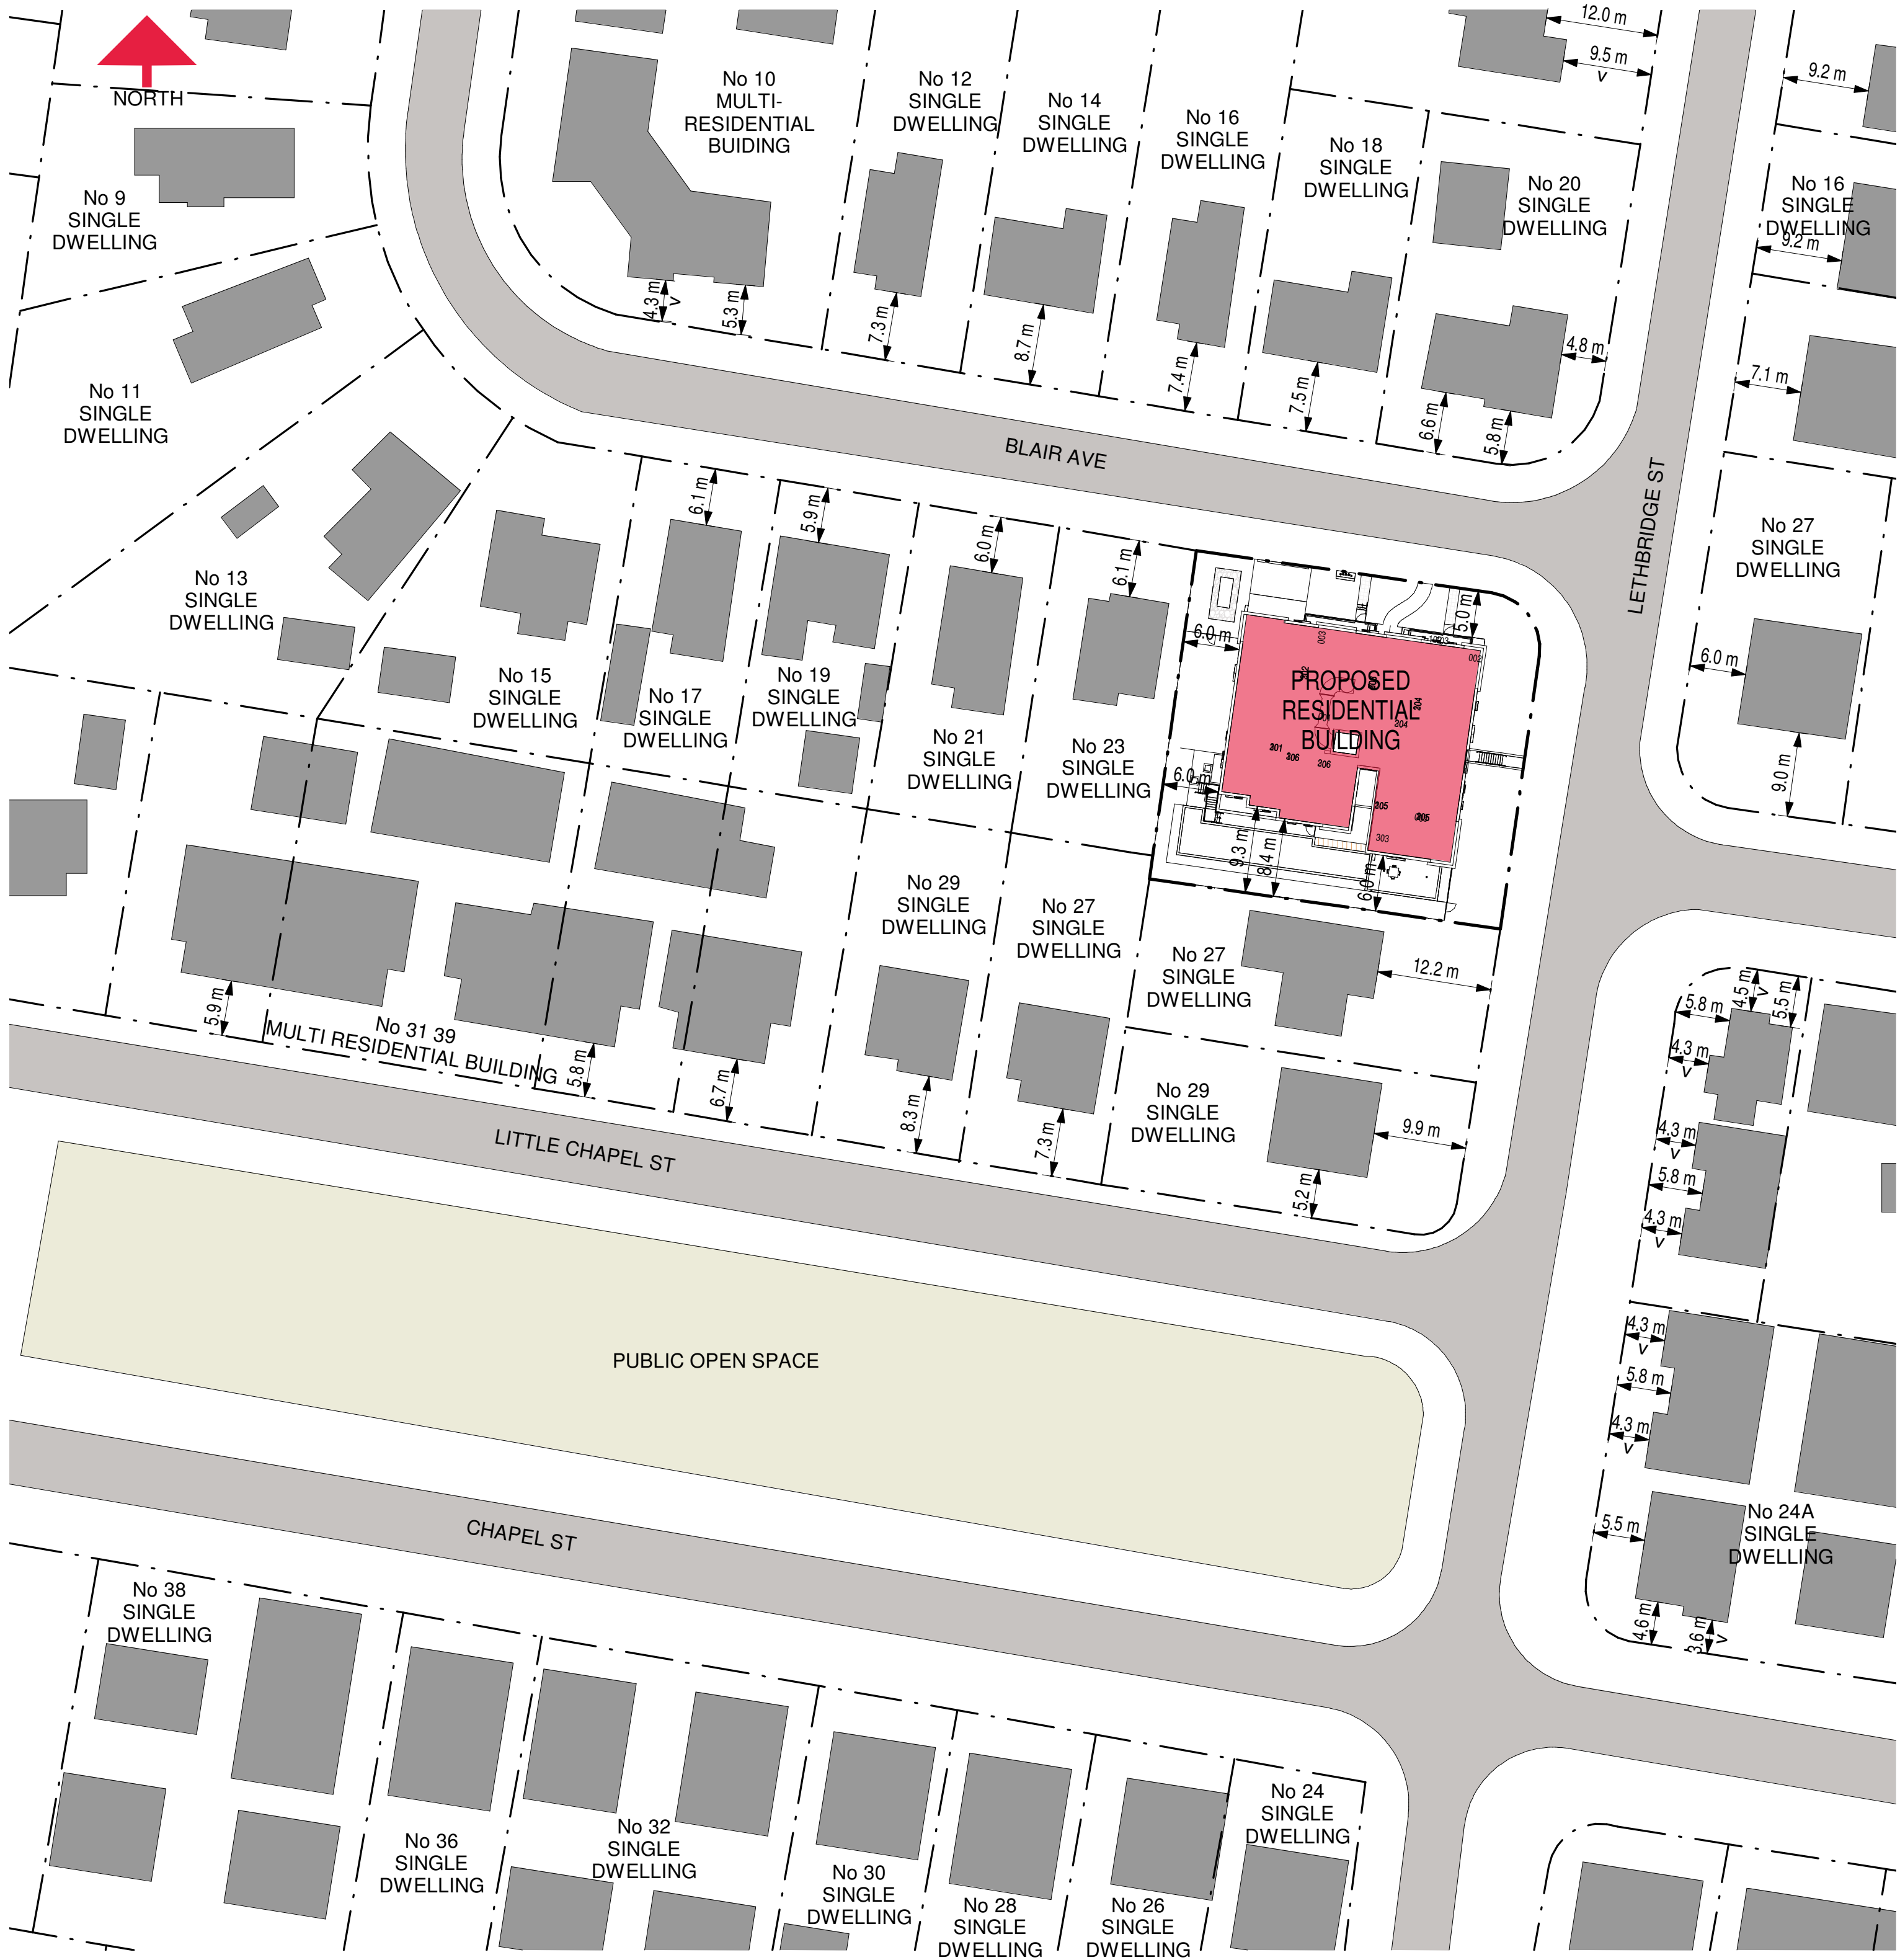 12.0 m
9.5 m
v
9.2 m
NORTH
No 10
MULTI-
RESIDENTIAL
BUIDING
No 12
SINGLE
DWELLING
No 14
SINGLE
DWELLING
No 16
SINGLE
DWELLING
No 18
SINGLE
DWELLING
No 20
SINGLE
DWELLING
No 16
SINGLE
DWELLING
9.2 m
No 9
SINGLE
DWELLING
4.3 m
v
5.3 m
7.3 m
8.7 m
7.4 m
7.5 m
6.6 m
5.8 m
4.8 m
7.1 m
No 11
SINGLE
DWELLING
BLAIR AVE
LETHBRIDGE ST
6.1 m
5.9 m
6.0 m
6.1 m
No 27
SINGLE
DWELLING
No 13
SINGLE
DWELLING
5.0 m
6.0 m
003
002
6.0 m
No 15
SINGLE
DWELLING
No 17
SINGLE
DWELLING
No 19
SINGLE
DWELLING
No 21
SINGLE
DWELLING
No 23
SINGLE
DWELLING
PROPOSED
RESIDENTIAL
BUILDING
304
204
201
206
306
205
305
303
6.0 m
9.3 m
8.4 m
6.0 m
9.0 m
No 29
SINGLE
DWELLING
No 27
SINGLE
DWELLING
No 27
SINGLE
DWELLING
12.2 m
5.9 m
No 31 39
MULTI RESIDENTIAL BUILDING
5.8 m
6.7 m
8.3 m
7.3 m
No 29
SINGLE
DWELLING
9.9 m
5.2 m
5.8 m
4.5 m
v
5.5 m
4.3 m
v
4.3 m
v
5.8 m
4.3 m
v
LITTLE CHAPEL ST
PUBLIC OPEN SPACE
4.3 m
v
5.8 m
4.3 m
v
CHAPEL ST
5.5 m
No 24A
SINGLE
DWELLING
4.6 m
3.6 m
v
No 38
SINGLE
DWELLING
No 36
SINGLE
DWELLING
No 32
SINGLE
DWELLING
No 30
SINGLE
DWELLING
No 28
SINGLE
DWELLING
No 26
SINGLE
DWELLING
No 24
SINGLE
DWELLING